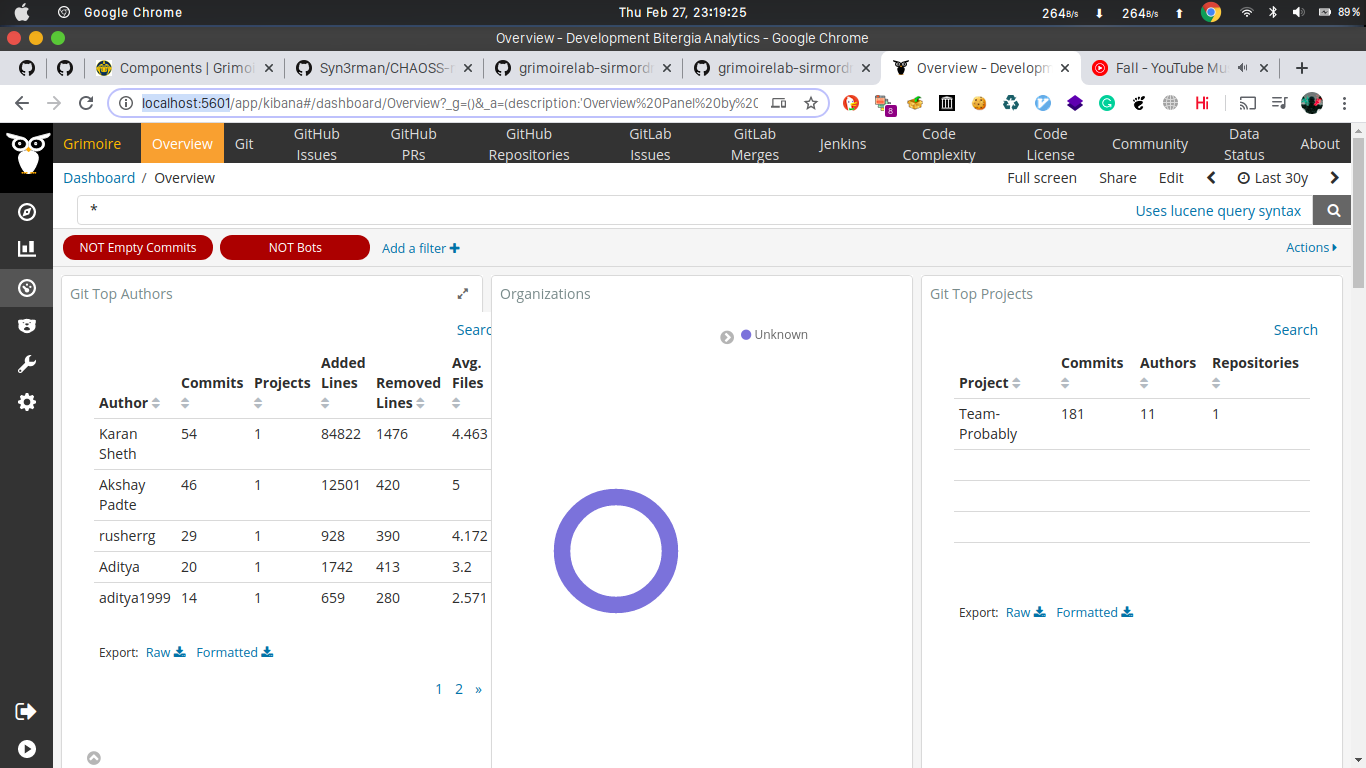 Google Chrome
Thu Feb 27, 23:19:25
264B/s 264B/s 89%
Overview – Development Bitergia Analytics - Google Chrome
Components | Grimoi
Syn3rman/CHAOSS-
grimoirelab-sirmord
grimoirelab-sirmord
Overview – Developm
Fall - YouTube Mu
localhost:5601/app/kibana#/dashboard/Overview?_g=()&_a=(description:'Overview%20Panel%20by%20
8
Hi
Grimoire
Overview
Git
GitHub Issues
GitHub PRs
GitHub Repositories
GitLab Issues
GitLab Merges
Jenkins
Code Complexity
Code License
Community
Data Status
About
Dashboard / Overview
Full screen Share Edit Last 30y
*
Uses lucene query syntax
NOT Empty Commits
NOT Bots
Add a filter +
Actions
Git Top Authors
Searc
Author Commits Projects Added Lines Removed Lines Avg. Files
Karan Sheth 54 1 84822 1476 4.463
Akshay Padte 46 1 12501 420 5
rusherrg 29 1 928 390 4.172
Aditya 20 1 1742 413 3.2
aditya1999 14 1 659 280 2.571
Export: Raw Formatted
1 2 »
Organizations
Unknown
Git Top Projects
Search
Project Commits Authors Repositories
Team-Probably 181 11 1
Export: Raw Formatted